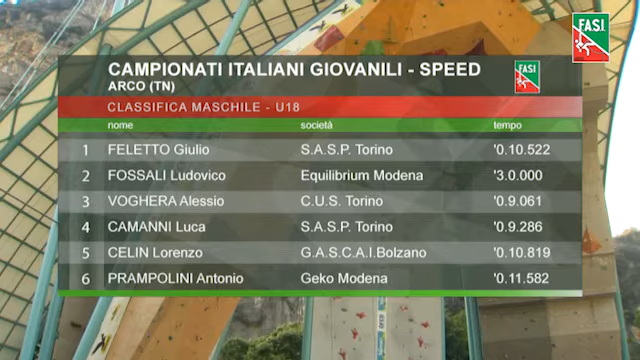 FASI
CAMPIONATI ITALIANI GIOVANILI - SPEED
ARCO (TN)
FASI
CLASSIFICA MASCHILE - U18
nome società tempo
1 FELETTO Giulio S.A.S.P. Torino '0.10.522
2 FOSSALI Ludovico Equilibrium Modena '3.0.000
3 VOGHERA Alessio C.U.S. Torino '0.9.061
4 CAMANNI Luca S.A.S.P. Torino '0.9.286
5 CELIN Lorenzo G.A.S.C.A.I.Bolzano '0.10.819
6 PRAMPOLINI Antonio Geko Modena '0.11.582